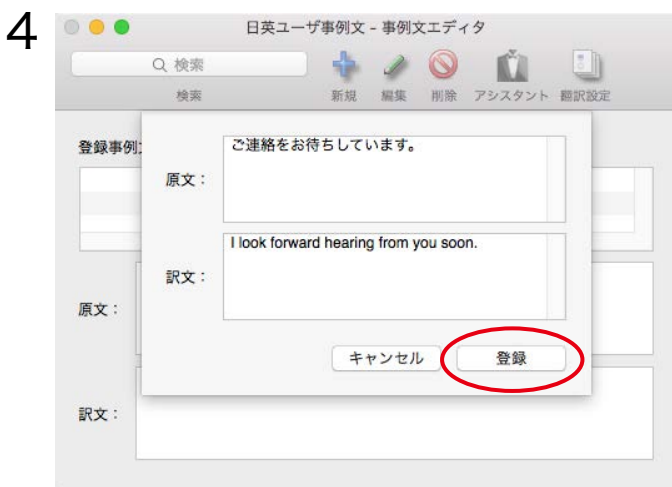 4
日英ユーザ事例文 - 事例文エディタ
検索
検索 新規 編集 削除 アシスタント 翻訳設定
登録事例
原文：
ご連絡をお待ちしています。
訳文：
I look forward hearing from you soon.
キャンセル 登録
原文：
訳文：